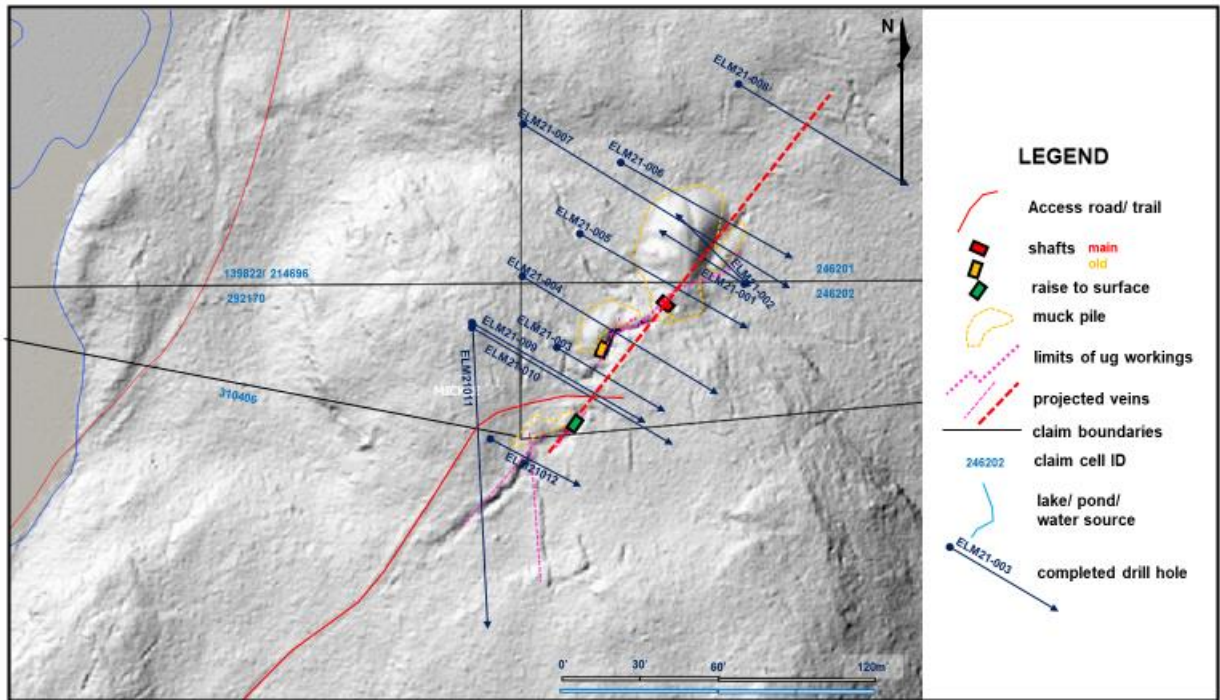 N
ELM21-008
ELM21-007
ELM21-006
ELM21-005
ELM21-002
ELM21-001
139822/ 214696
246201
292170
246202
ELM21-004
ELM21-009
ELM21-003
ELM21-010
ELM21011
310406
ELM21012
0'
30'
60'
120m'
LEGEND
Access road/ trail
shafts main
old
raise to surface
muck pile
limits of ug workings
projected veins
claim boundaries
246202 claim cell ID
lake/ pond/
water source
ELM21-003
completed drill hole